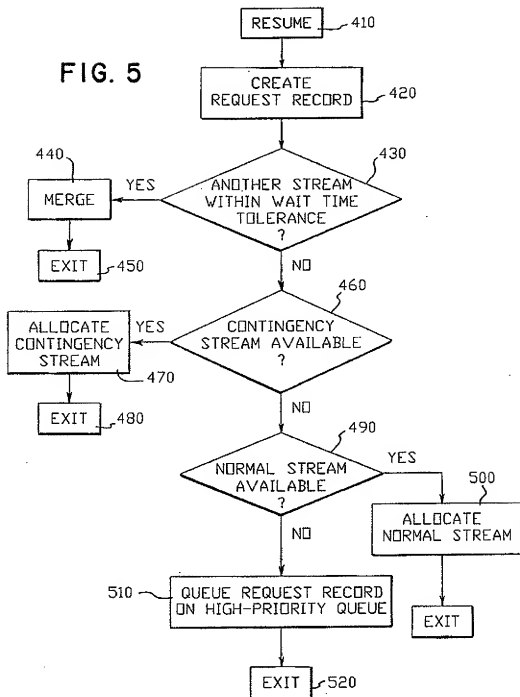 RESUME
410
FIG. 5
CREATE
REQUEST RECORD
420
430
440
YES
ANOTHER STREAM
WITHIN WAIT TIME
TOLERANCE
?
MERGE
EXIT
450
NO
460
ALLOCATE
CONTINGENCY
STREAM
YES
CONTINGENCY
STREAM AVAILABLE
?
470
EXIT
480
NO
490
NORMAL STREAM
AVAILABLE
?
YES
500
ALLOCATE
NORMAL STREAM
NO
510
QUEUE REQUEST RECORD
ON HIGH-PRIORITY QUEUE
EXIT
EXIT
520